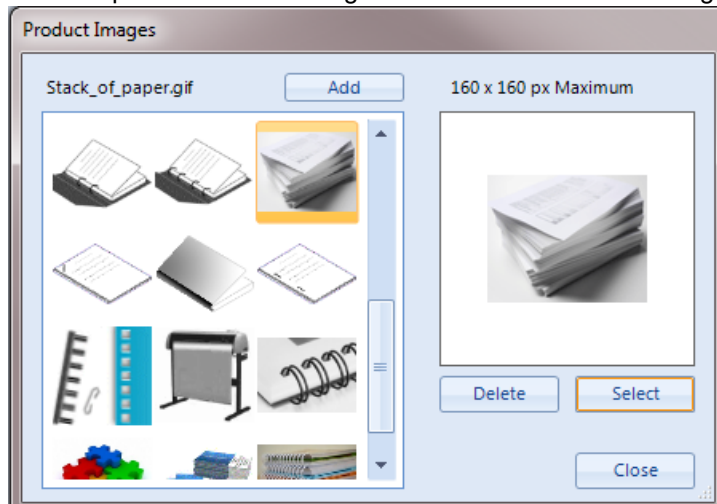 Product Images
Stack_of_paper.gif
Add
160 x 160 px Maximum
Delete
Select
Close